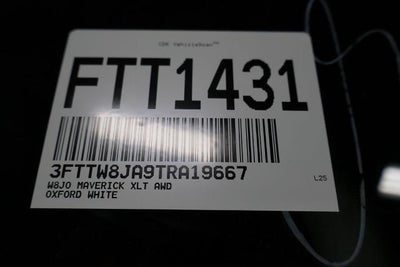 CDK VehicleScan™
FTT1431
3FTTW8JA9TRA19667
W8J0 MAVERICK XLT AWD
OXFORD WHITE
L25